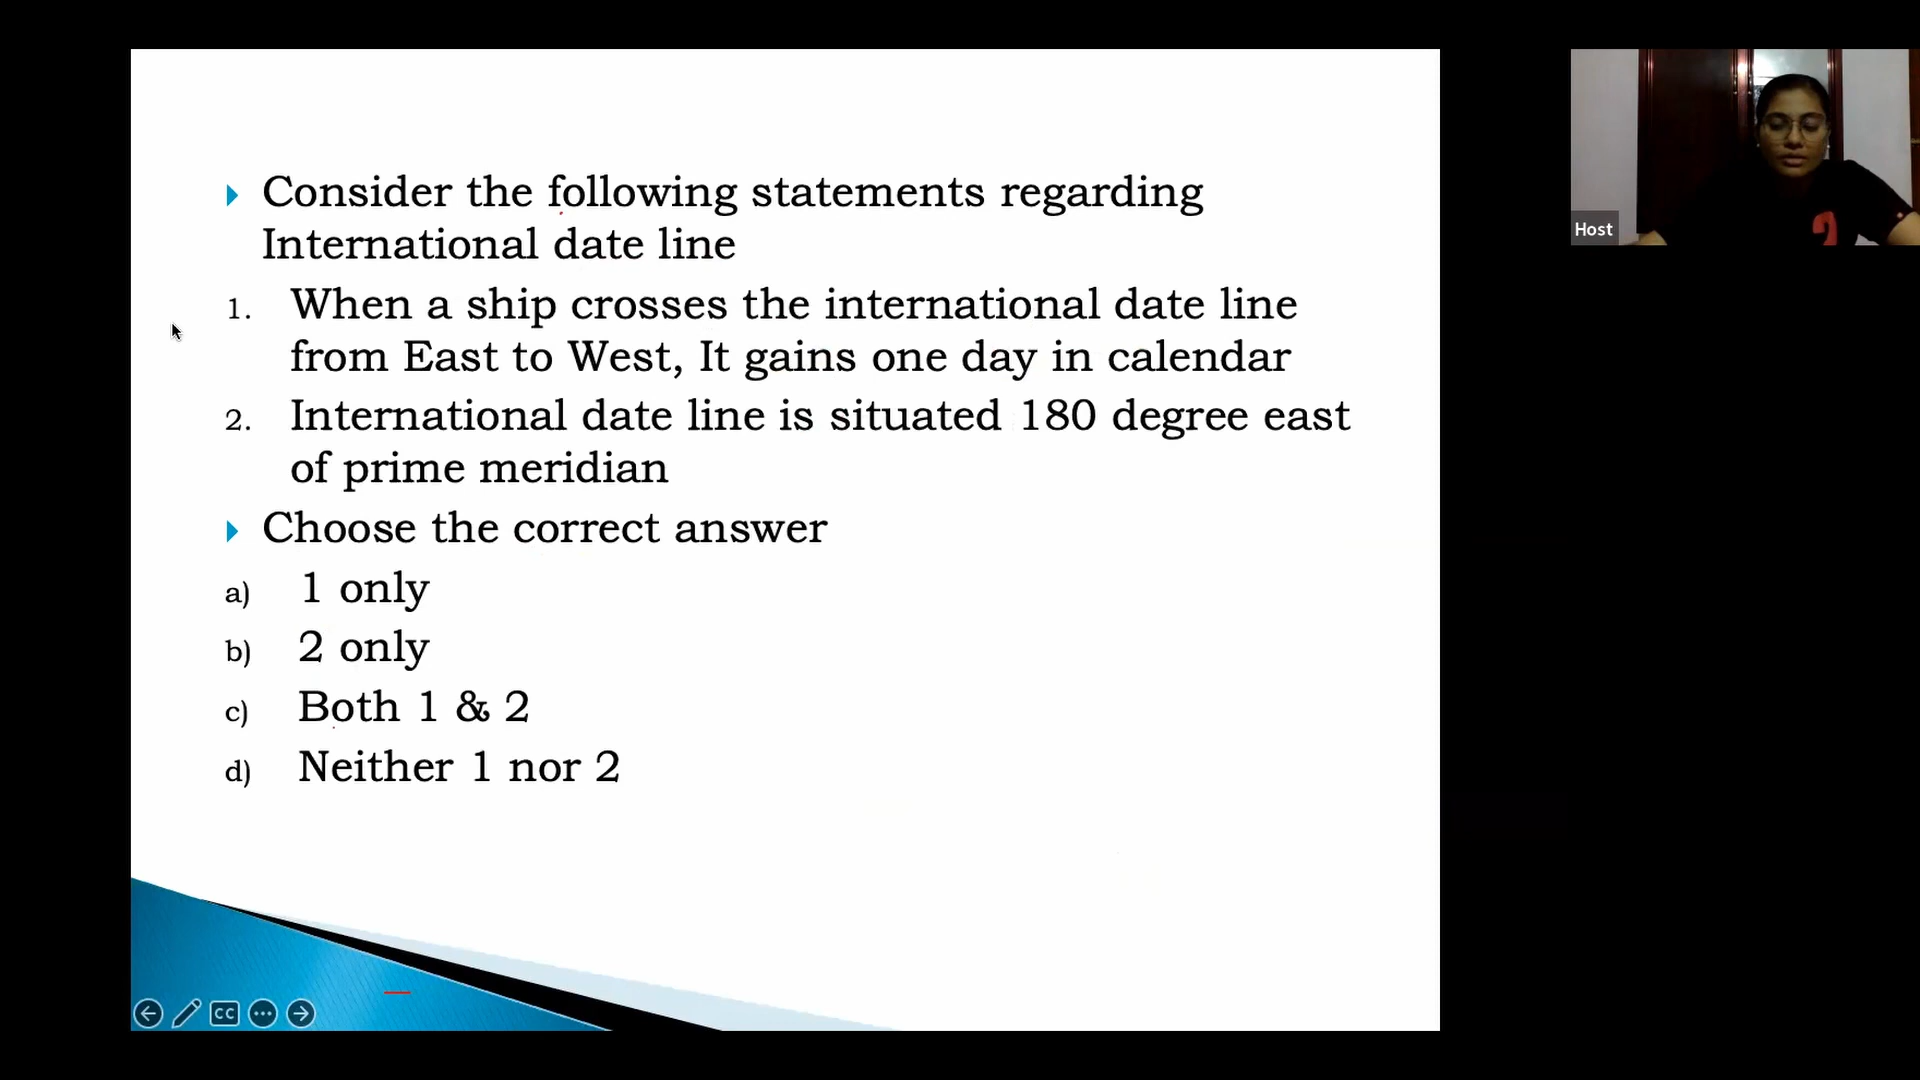 Consider the following statements regarding
International date line
1. When a ship crosses the international date line
from East to West, It gains one day in calendar
2. International date line is situated 180 degree east
of prime meridian
Choose the correct answer
a) 1 only
b) 2 only
c) Both 1 & 2
d) Neither 1 nor 2
CC
Host